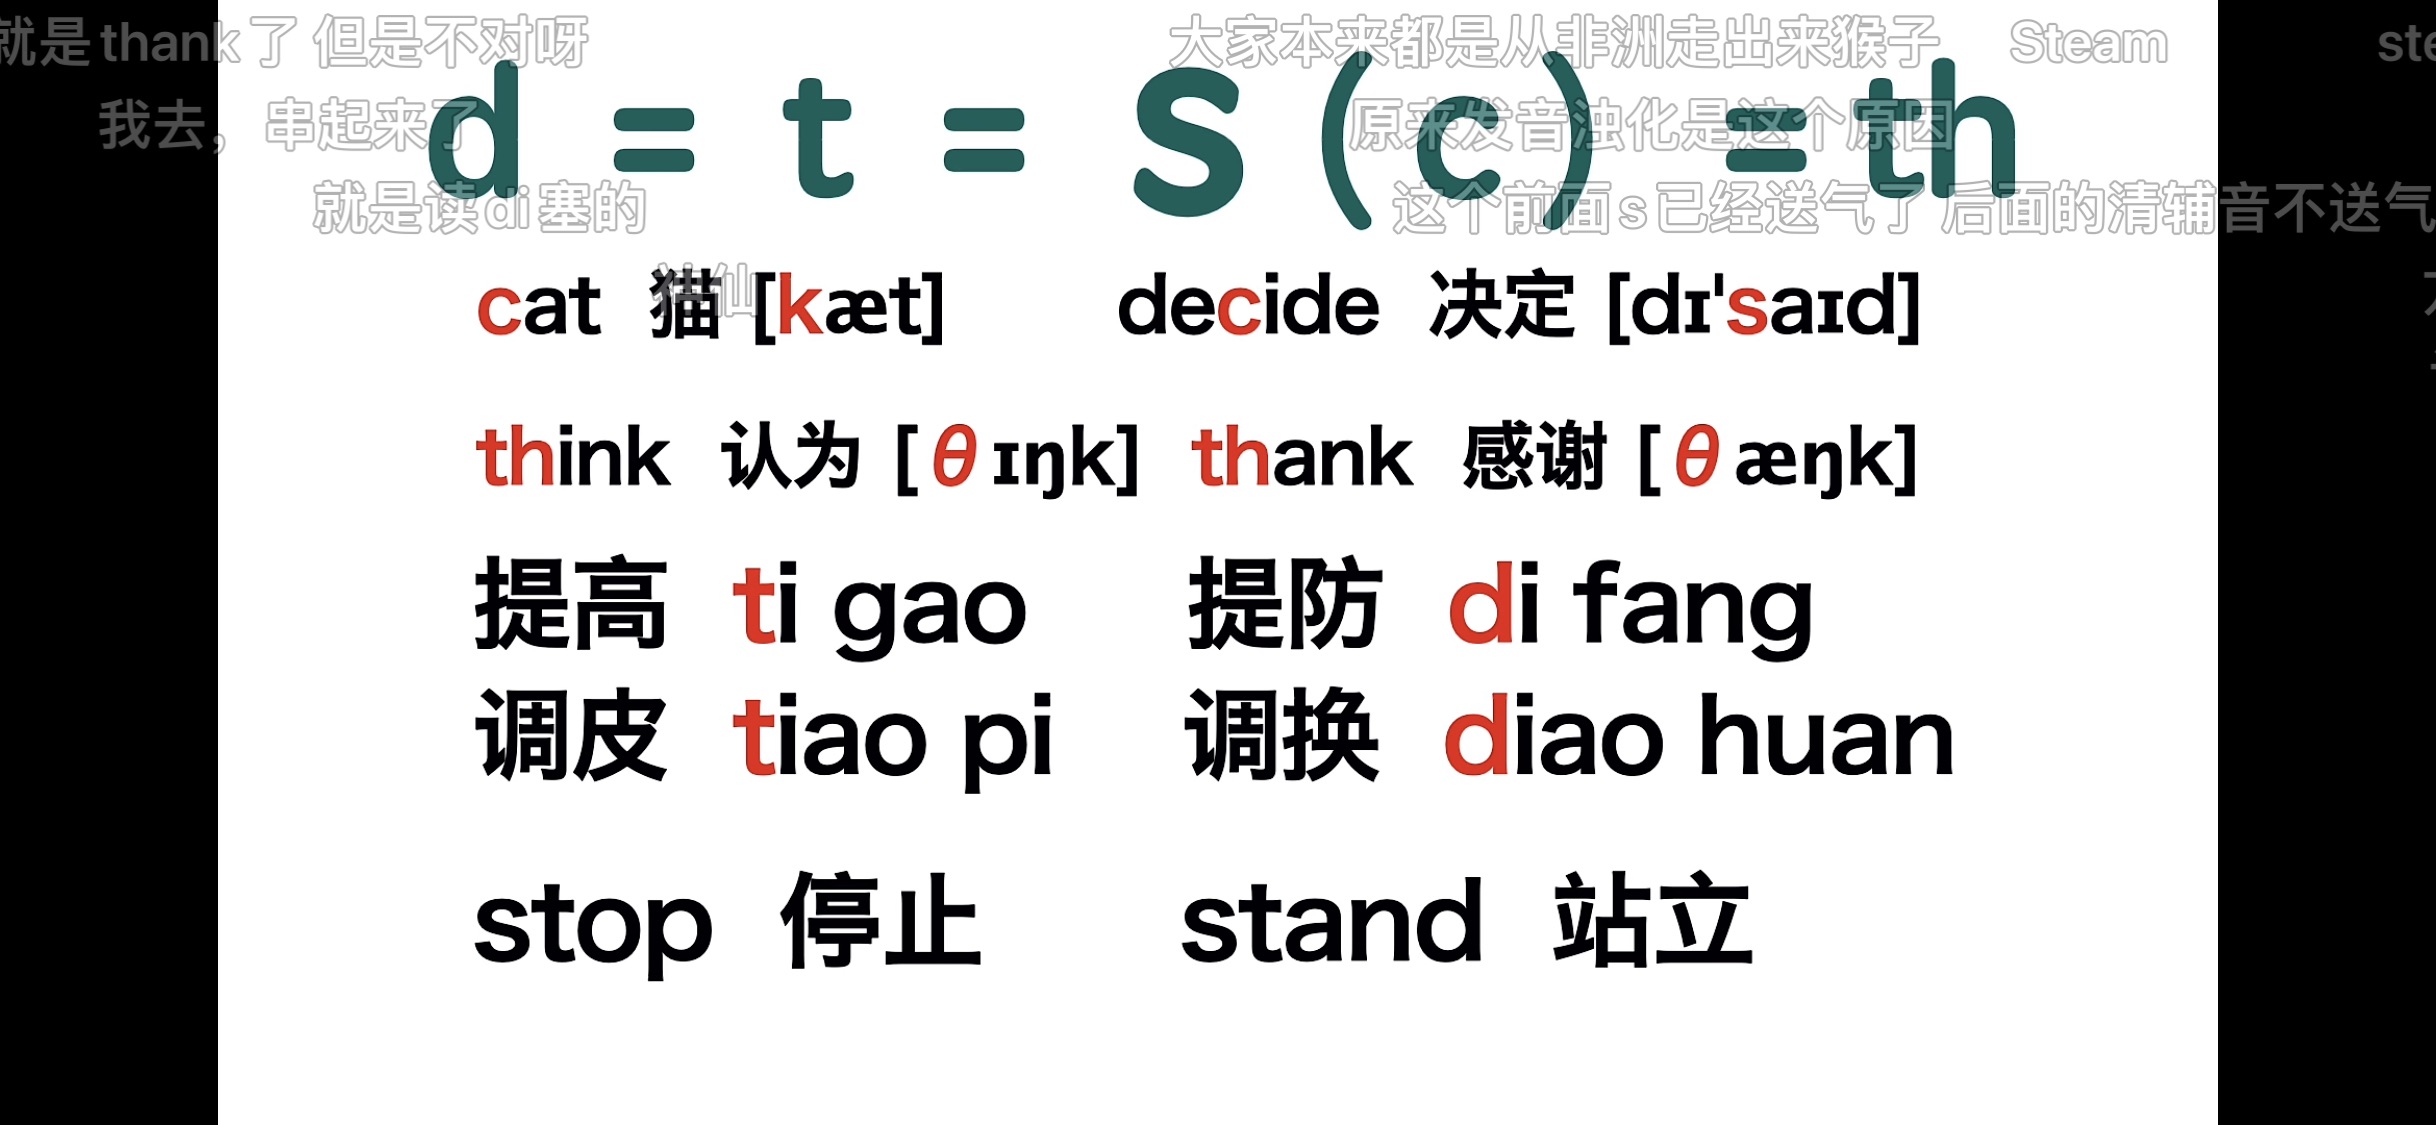 就是thank了 但是不对呀
大家本来都是从非洲走出来猴子
Steam
ste
我去，串起来了
原来发音浊化是这个原因
就是读di塞的
这个前面s已经送气了 后面的清辅音不送气
d = t = S (c) = th
cat 猫 [kæt] decide 决定 [dɪ'saɪd]
think 认为 [θɪŋk] thank 感谢 [θæŋk]
提高 ti gao 提防 di fang
调皮 tiao pi 调换 diao huan
stop 停止 stand 站立